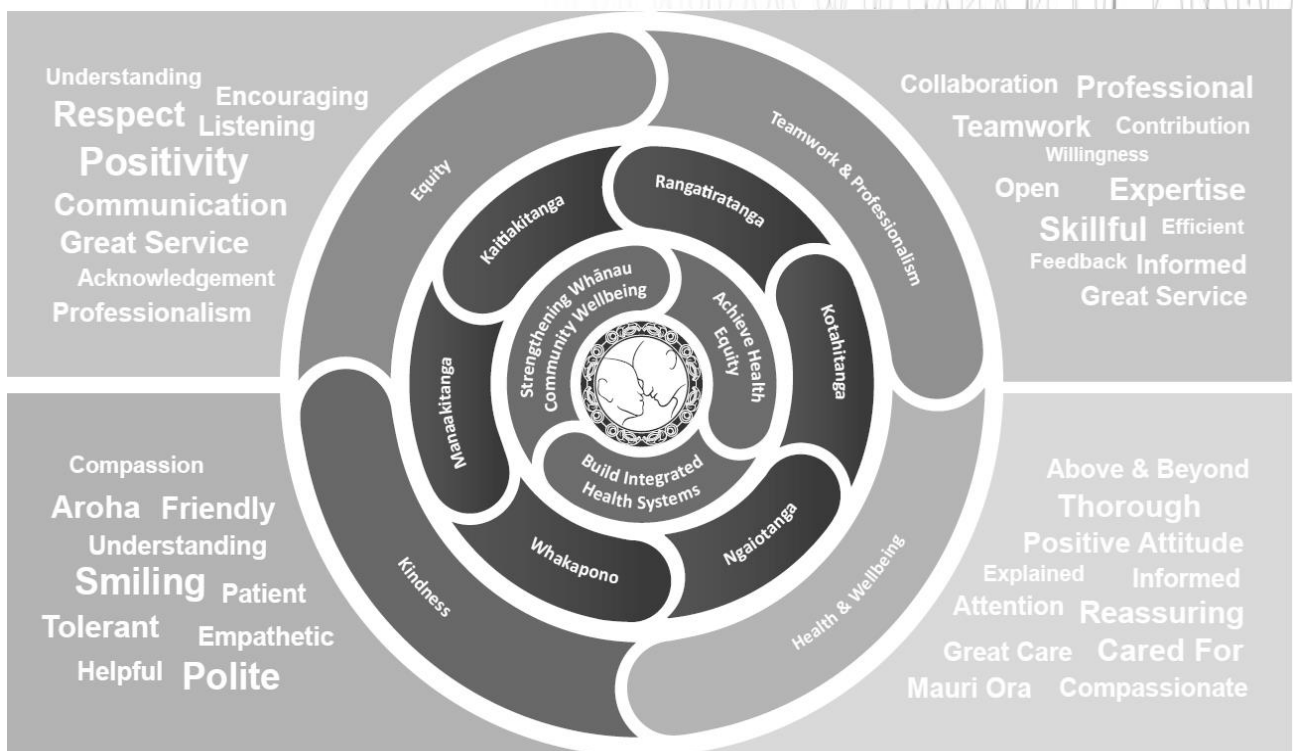 Understanding
Respect Encouraging
Listening
Positivity
Communication
Great Service
Acknowledgement
Professionalism
Collaboration Professional
Teamwork Contribution
Willingness
Open Expertise
Skillful Efficient
Feedback Informed
Great Service
Equity
Teamwork & Professionalism
Kaitiakitanga
Rangatiratanga
Manaakitanga
Kotahitanga
Whakapono
Ngaiotanga
Strengthening Whānau
Community Wellbeing
Achieve Health
Equity
Build Integrated
Health Systems
Kindness
Health & Wellbeing
Compassion
Aroha Friendly
Understanding
Smiling Patient
Tolerant Empathetic
Helpful Polite
Above & Beyond
Thorough
Positive Attitude
Explained Informed
Attention Reassuring
Great Care Cared For
Mauri Ora Compassionate